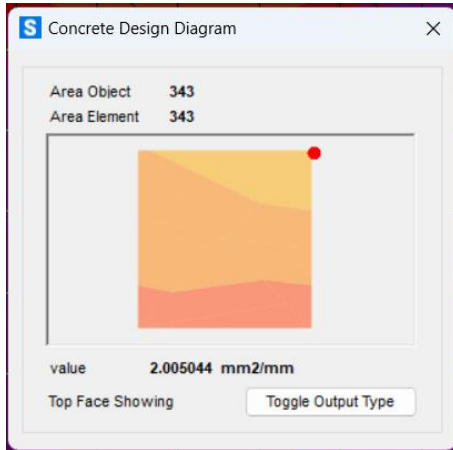 S Concrete Design Diagram
Area Object 343
Area Element 343
value 2.005044 mm2/mm
Top Face Showing Toggle Output Type